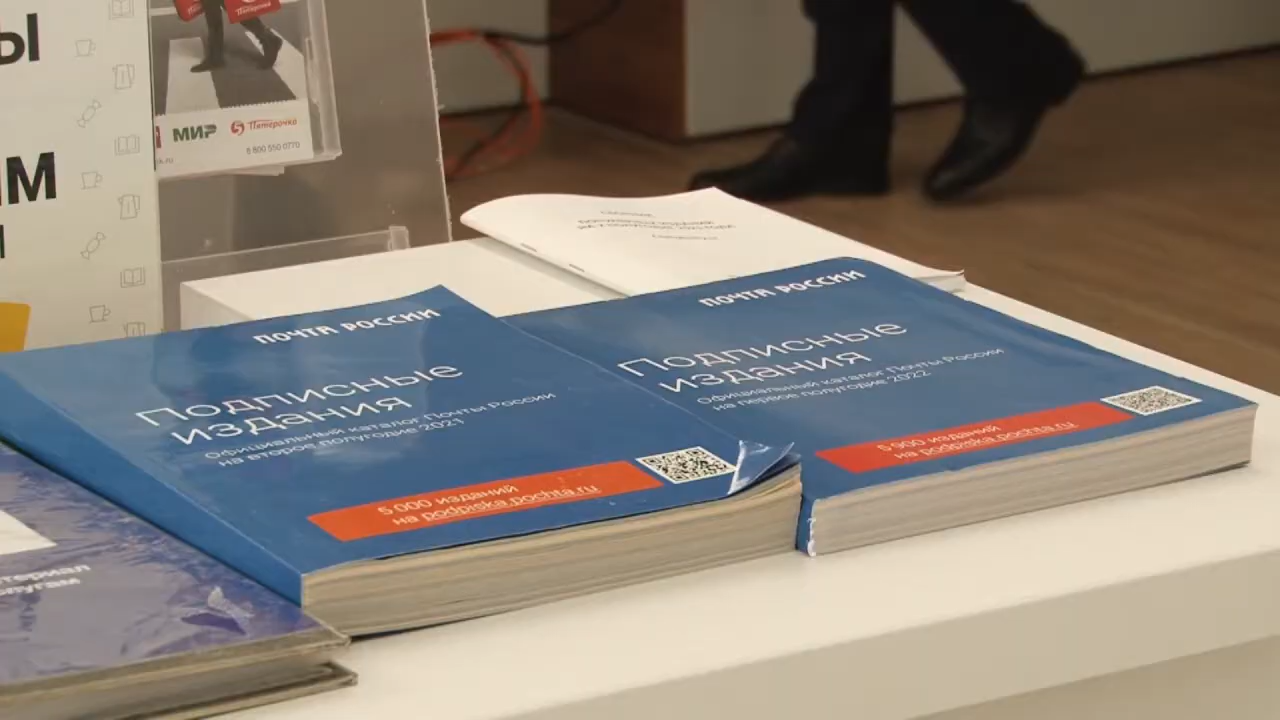 ы
им
МИР
5 Пятёрочка
8 800 550 0770
ПОЧТА РОССИИ
Подписные
издания
Официальный каталог Почты России
на второе полугодие 2021
5 000 изданий
на podpiska.pochta.ru
ПОЧТА РОССИИ
Подписные
издания
Официальный каталог Почты России
на первое полугодие 2022
5 900 изданий
на podpiska.pochta.ru